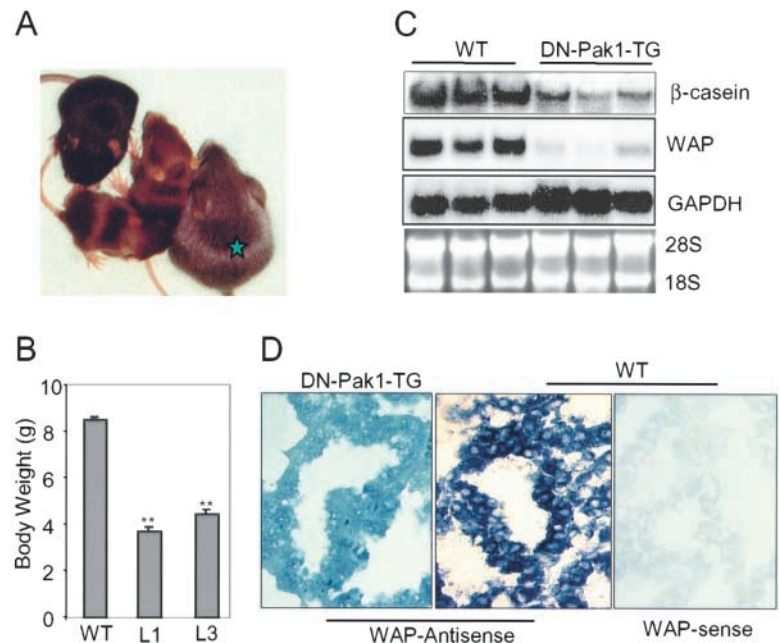 A
B
Body Weight (g)
10
8
6
4
2
0
**
**
WT L1 L3
C
WT DN-Pak1-TG
β-casein
WAP
GAPDH
28S
18S
D
DN-Pak1-TG WT
WAP-Antisense WAP-sense